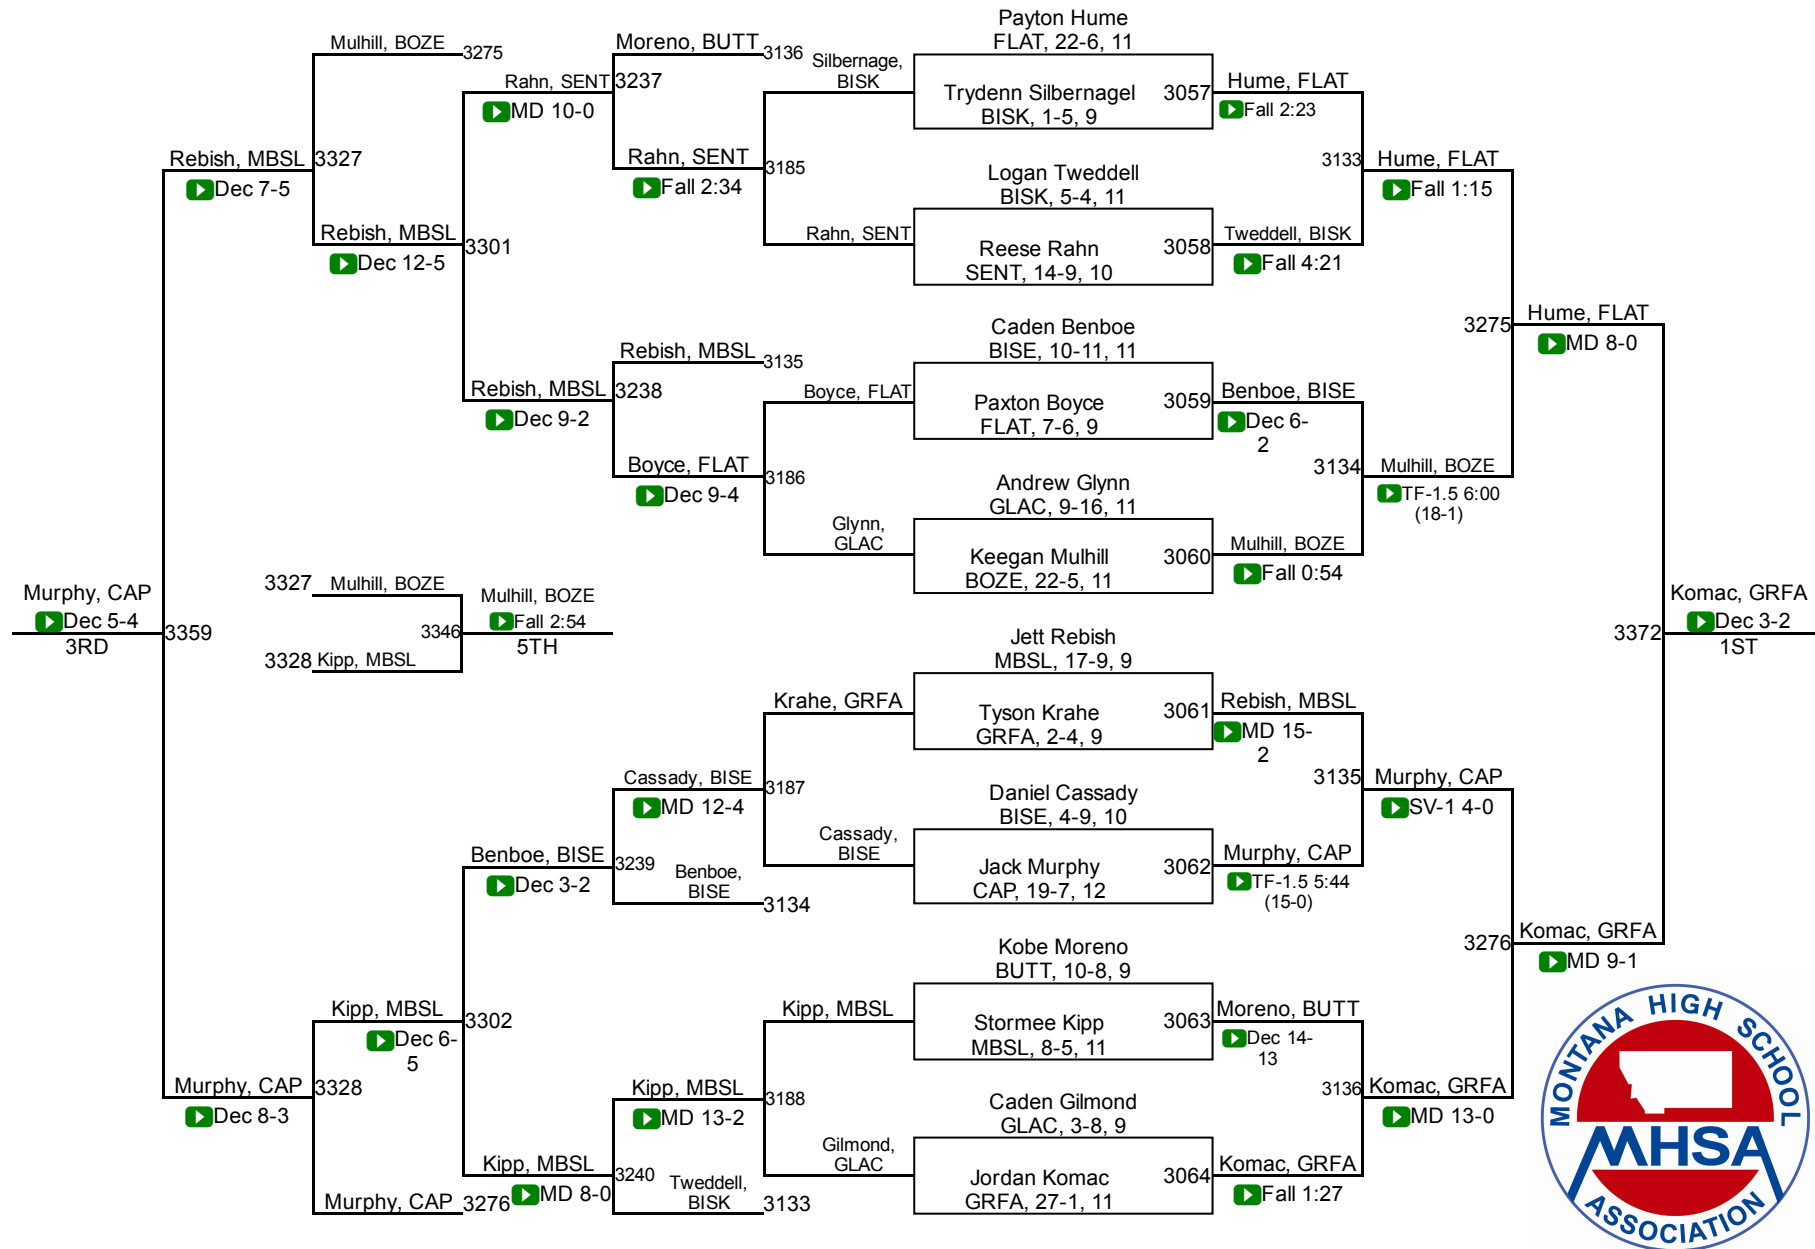 Payton Hume
FLAT, 22-6, 11
Trydenn Silbernagel
BISK, 1-5, 9
3057
Logan Tweddell
BISK, 5-4, 11
Reese Rahn
SENT, 14-9, 10
3058
Caden Benboe
BISE, 10-11, 11
Paxton Boyce
FLAT, 7-6, 9
3059
Andrew Glynn
GLAC, 9-16, 11
Keegan Mulhill
BOZE, 22-5, 11
3060
Jett Rebish
MBSL, 17-9, 9
Tyson Krahe
GRFA, 2-4, 9
3061
Daniel Cassady
BISE, 4-9, 10
Jack Murphy
CAP, 19-7, 12
3062
Kobe Moreno
BUTT, 10-8, 9
Stormee Kipp
MBSL, 8-5, 11
3063
Caden Gilmond
GLAC, 3-8, 9
Jordan Komac
GRFA, 27-1, 11
3064
Hume, FLAT
Fall 2:23
Tweddell, BISK
Fall 4:21
Benboe, BISE
Dec 6-
2
Mulhill, BOZE
Fall 0:54
Rebish, MBSL
MD 15-
2
Murphy, CAP
TF-1.5 5:44
(15-0)
Moreno, BUTT
Dec 14-
13
Komac, GRFA
Fall 1:27
3133
Hume, FLAT
Fall 1:15
3134
Mulhill, BOZE
TF-1.5 6:00
(18-1)
3135
Murphy, CAP
SV-1 4-0
3136
Komac, GRFA
MD 13-0
3275
Hume, FLAT
MD 8-0
3276
Komac, GRFA
MD 9-1
3372
Komac, GRFA
Dec 3-2
1ST
Silbernage,
BISK
Rahn, SENT
3185
Boyce, FLAT
Glynn,
GLAC
3186
Krahe, GRFA
Cassady,
BISE
3187
Kipp, MBSL
Gilmond,
GLAC
3188
Moreno, BUTT
3136
Rahn, SENT
Fall 2:34
3237
Rebish, MBSL
3135
Boyce, FLAT
Dec 9-4
3238
Cassady, BISE
MD 12-4
3239
Benboe,
BISE
3134
Kipp, MBSL
MD 13-2
3240
Tweddell,
BISK
3133
Rahn, SENT
MD 10-0
Rebish, MBSL
Dec 9-2
3301
Benboe, BISE
Dec 3-2
Kipp, MBSL
MD 8-0
3302
Mulhill, BOZE
3275
Rebish, MBSL
Dec 12-5
3327
Kipp, MBSL
Dec 6-
5
Murphy, CAP
3276
3328
Rebish, MBSL
Dec 7-5
Murphy, CAP
Dec 8-3
3359
Murphy, CAP
Dec 5-4
3RD
3327
Mulhill, BOZE
3328
Kipp, MBSL
3346
Mulhill, BOZE
Fall 2:54
5TH
MONTANA HIGH SCHOOL
MHSA
ASSOCIATION